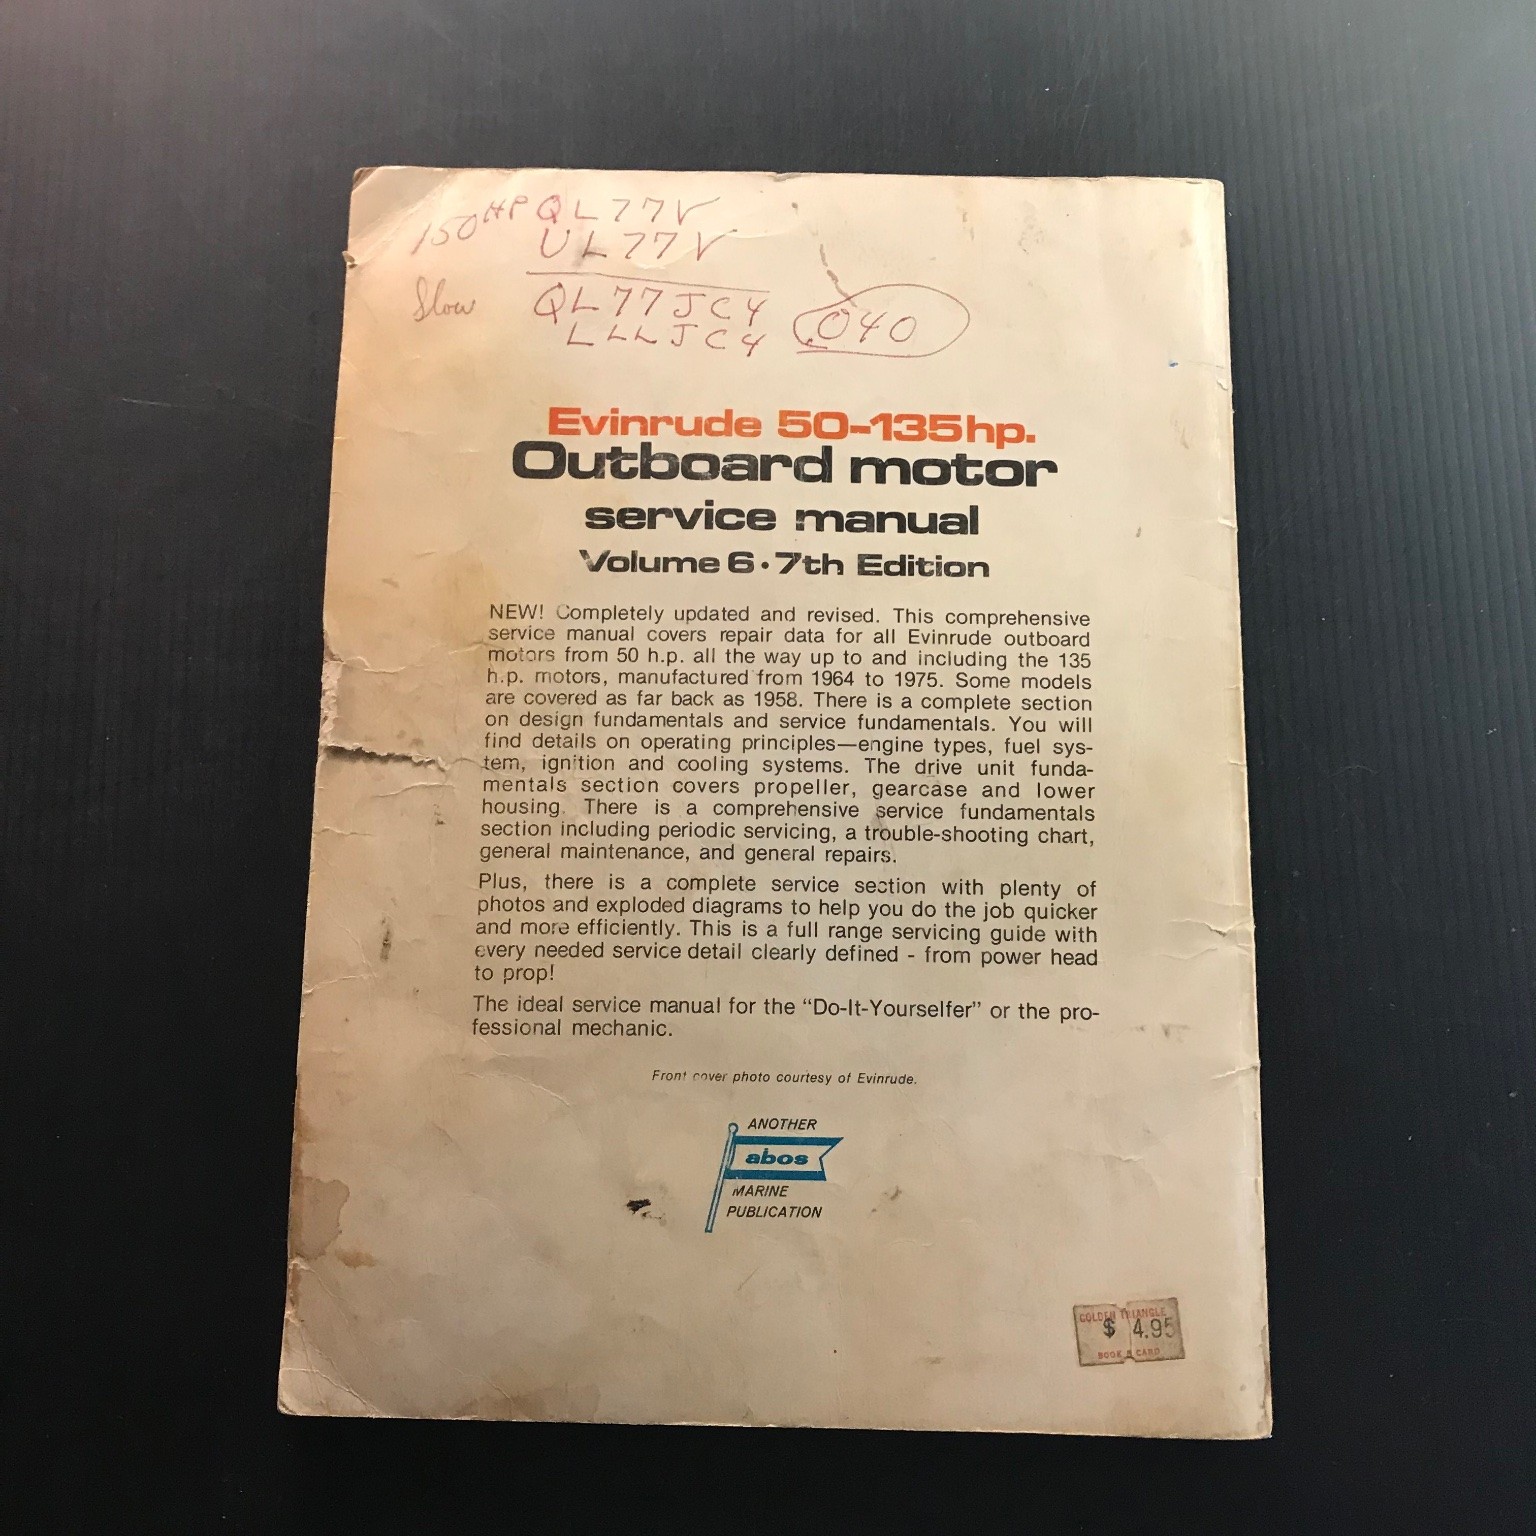 150 HP QL77V
UL77V
Slow QL77JC4
LLLJC4 .040
Evinrude 50-135hp.
Outboard motor
service manual
Volume 6 • 7th Edition
NEW! Completely updated and revised. This comprehensive
service manual covers repair data for all Evinrude outboard
motors from 50 h.p. all the way up to and including the 135
h.p. motors, manufactured from 1964 to 1975. Some models
are covered as far back as 1958. There is a complete section
on design fundamentals and service fundamentals. You will
find details on operating principles—engine types, fuel sys-
tem, ignition and cooling systems. The drive unit funda-
mentals section covers propeller, gearcase and lower
housing. There is a comprehensive service fundamentals
section including periodic servicing, a trouble-shooting chart,
general maintenance, and general repairs.
Plus, there is a complete service section with plenty of
photos and exploded diagrams to help you do the job quicker
and more efficiently. This is a full range servicing guide with
every needed service detail clearly defined - from power head
to prop!
The ideal service manual for the “Do-It-Yourselfer” or the pro-
fessional mechanic.
Front cover photo courtesy of Evinrude.
ANOTHER
abos
MARINE
PUBLICATION
GOLDEN TRIANGLE
$ 4.95
BOOK & CARD